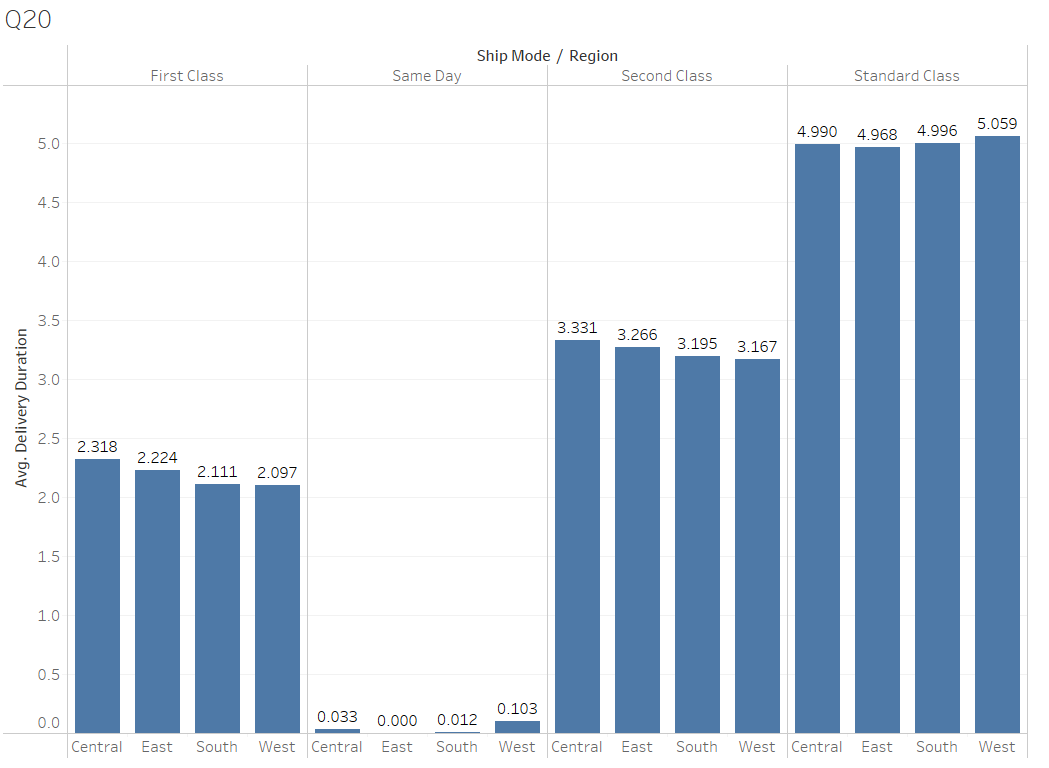 Q20
Ship Mode / Region
First Class Same Day Second Class Standard Class
Avg. Delivery Duration
5.0
4.5
4.0
3.5
3.0
2.5
2.0
1.5
1.0
0.5
0.0
2.318 2.224 2.111 2.097
0.033 0.000 0.012 0.103
3.331 3.266 3.195 3.167
4.990 4.968 4.996 5.059
Central East South West Central East South West Central East South West Central East South West